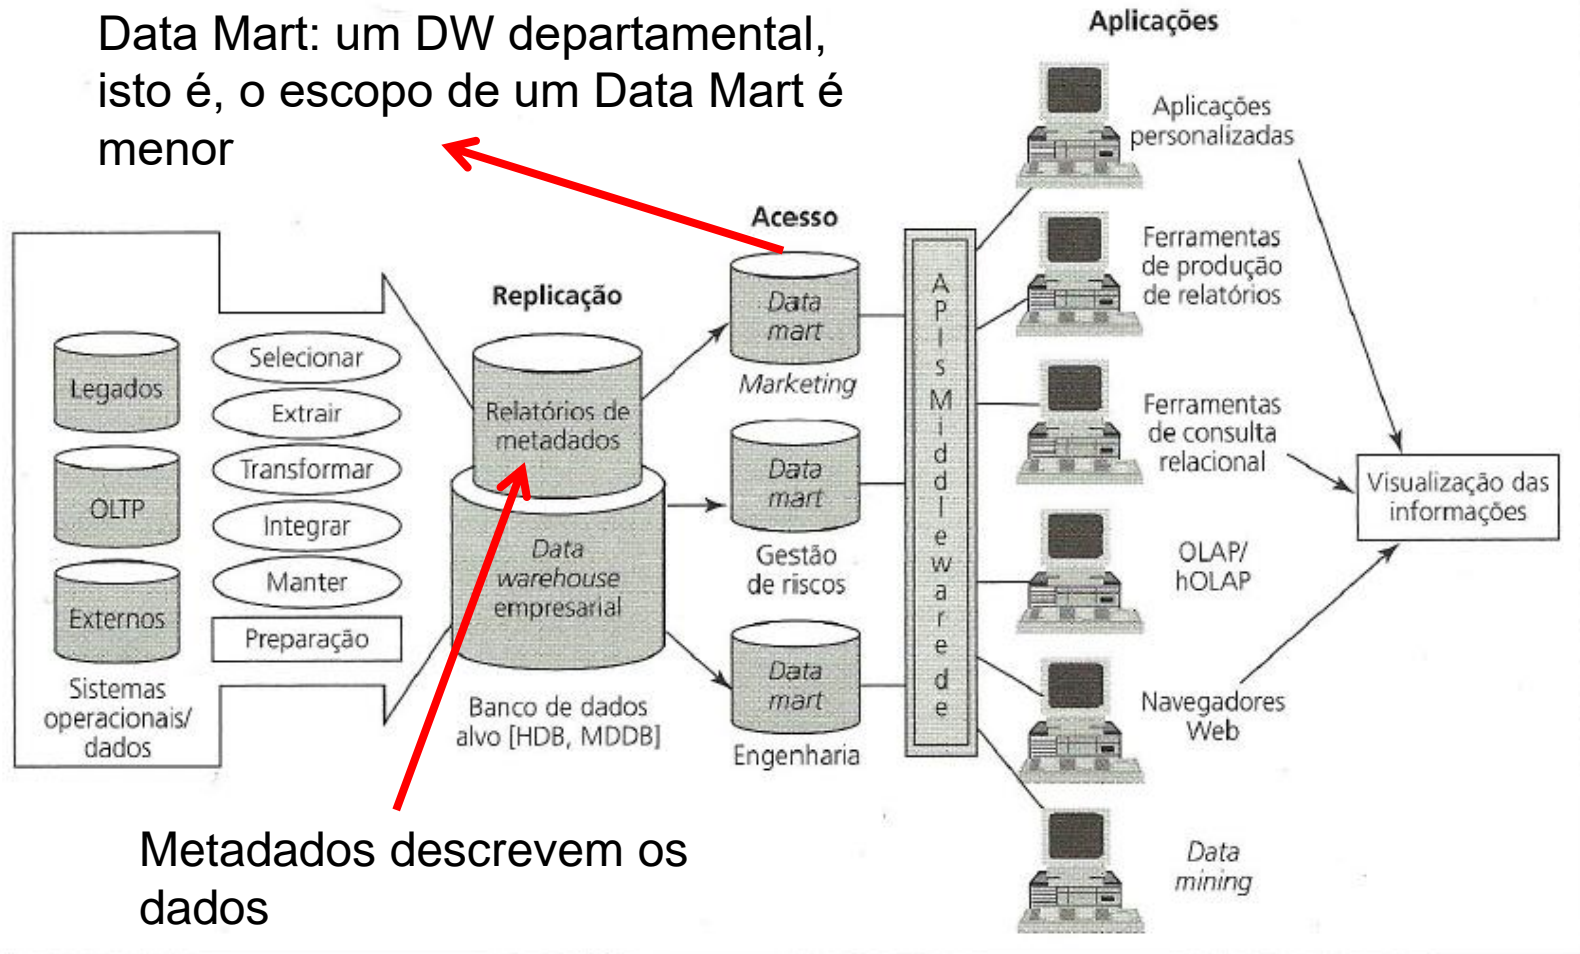 Data Mart: um DW departamental,
isto é, o escopo de um Data Mart é
menor
Aplicações
Aplicações
personalizadas
Ferramentas
de produção
de relatórios
Ferramentas
de consulta
relacional
OLAP/
hOLAP
Navegadores
Web
Data
mining
Visualização das
informações
Acesso
Data
mart
Marketing
Data
mart
Gestão
de riscos
Data
mart
Engenharia
APIs Middleware de
Replicação
Relatórios de
metadados
Data
warehouse
empresarial
Banco de dados
alvo [HDB, MDDB]
Selecionar
Extrair
Transformar
Integrar
Manter
Preparação
Legados
OLTP
Externos
Sistemas
operacionais/
dados
Metadados descrevem os
dados